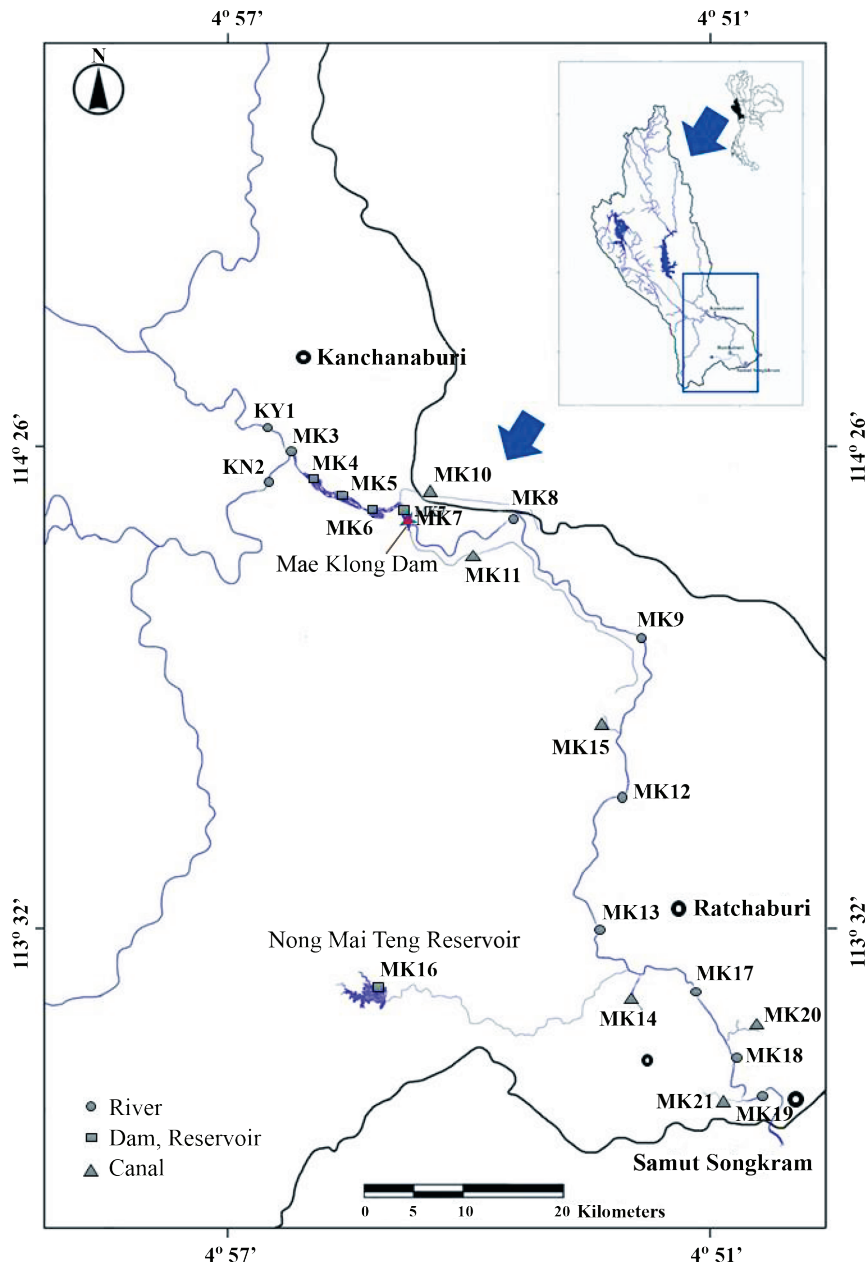 4º 57’
4º 51’
N
Kanchanaburi
114º 26’
114º 26’
KY1
MK3
KN2
MK4
MK5
MK10
MK8
MK6
MK7
Mae Klong Dam
MK11
MK9
MK15
MK12
Ratchaburi
MK13
113º 32’
113º 32’
Nong Mai Teng Reservoir
MK16
MK17
MK14
MK20
MK18
MK21
MK19
River
Dam, Reservoir
Canal
Samut Songkram
0 5 10 20 Kilometers
4º 57’
4º 51’